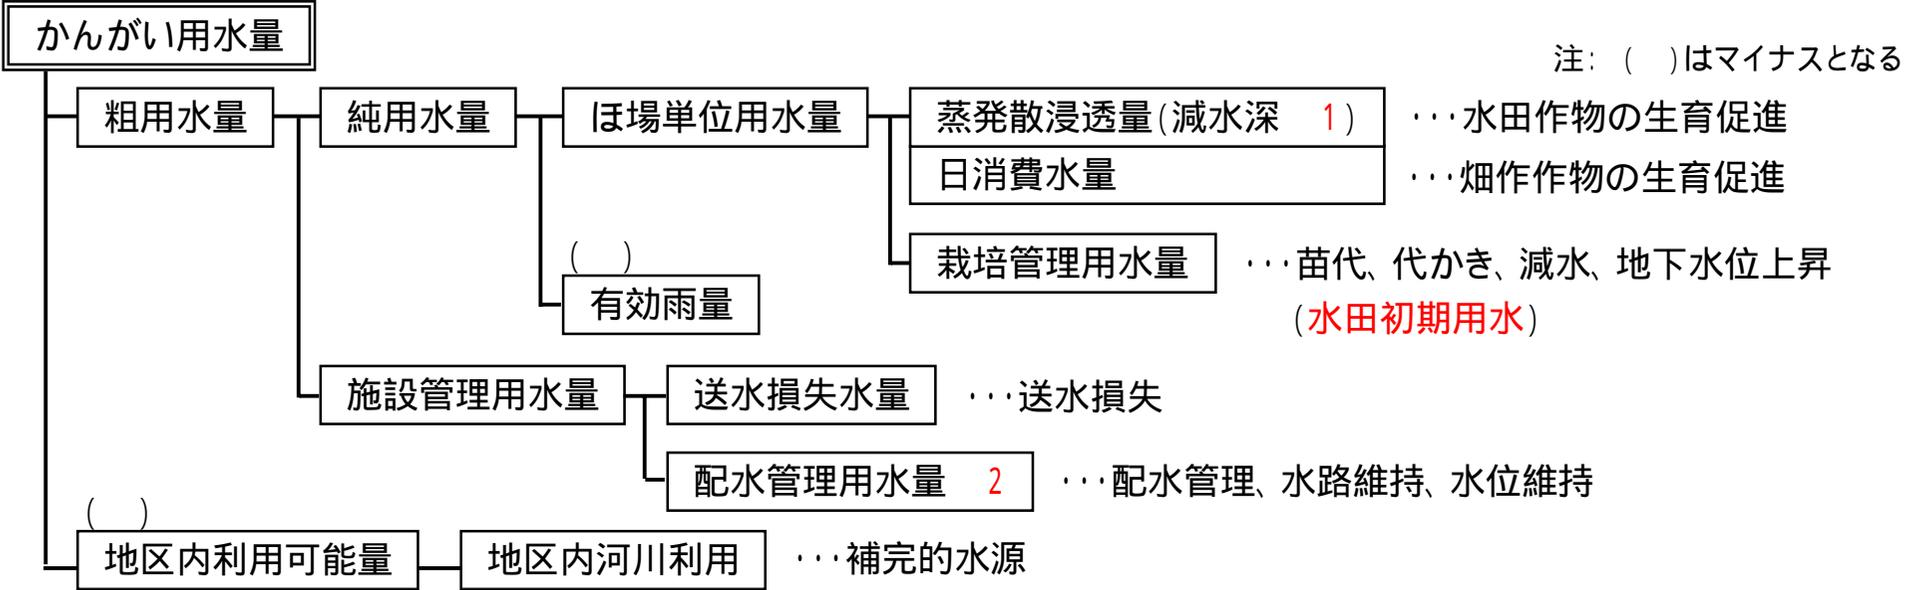 かんがい用水量
注: (　)はマイナスとなる
粗用水量
純用水量
ほ場単位用水量
蒸発散浸透量(減水深　1)
･･･水田作物の生育促進
日消費水量
･･･畑作作物の生育促進
(　)
有効雨量
栽培管理用水量
･･･苗代、代かき、減水、地下水位上昇
(水田初期用水)
施設管理用水量
送水損失水量
･･･送水損失
配水管理用水量　2
･･･配水管理、水路維持、水位維持
(　)
地区内利用可能量
地区内河川利用
･･･補完的水源